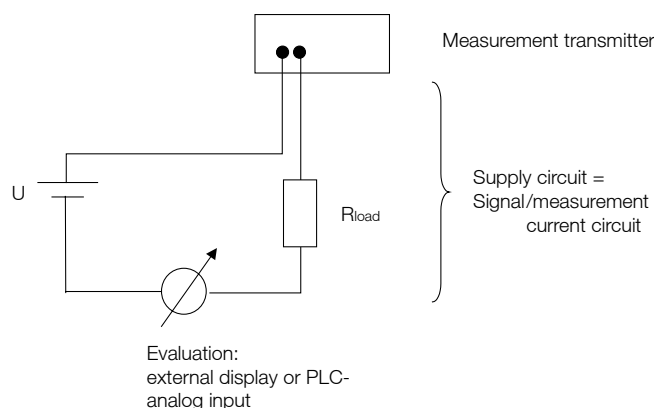 Measurement transmitter
U
Rload
Supply circuit =
Signal/measurement
current circuit
Evaluation:
external display or PLC-
analog input